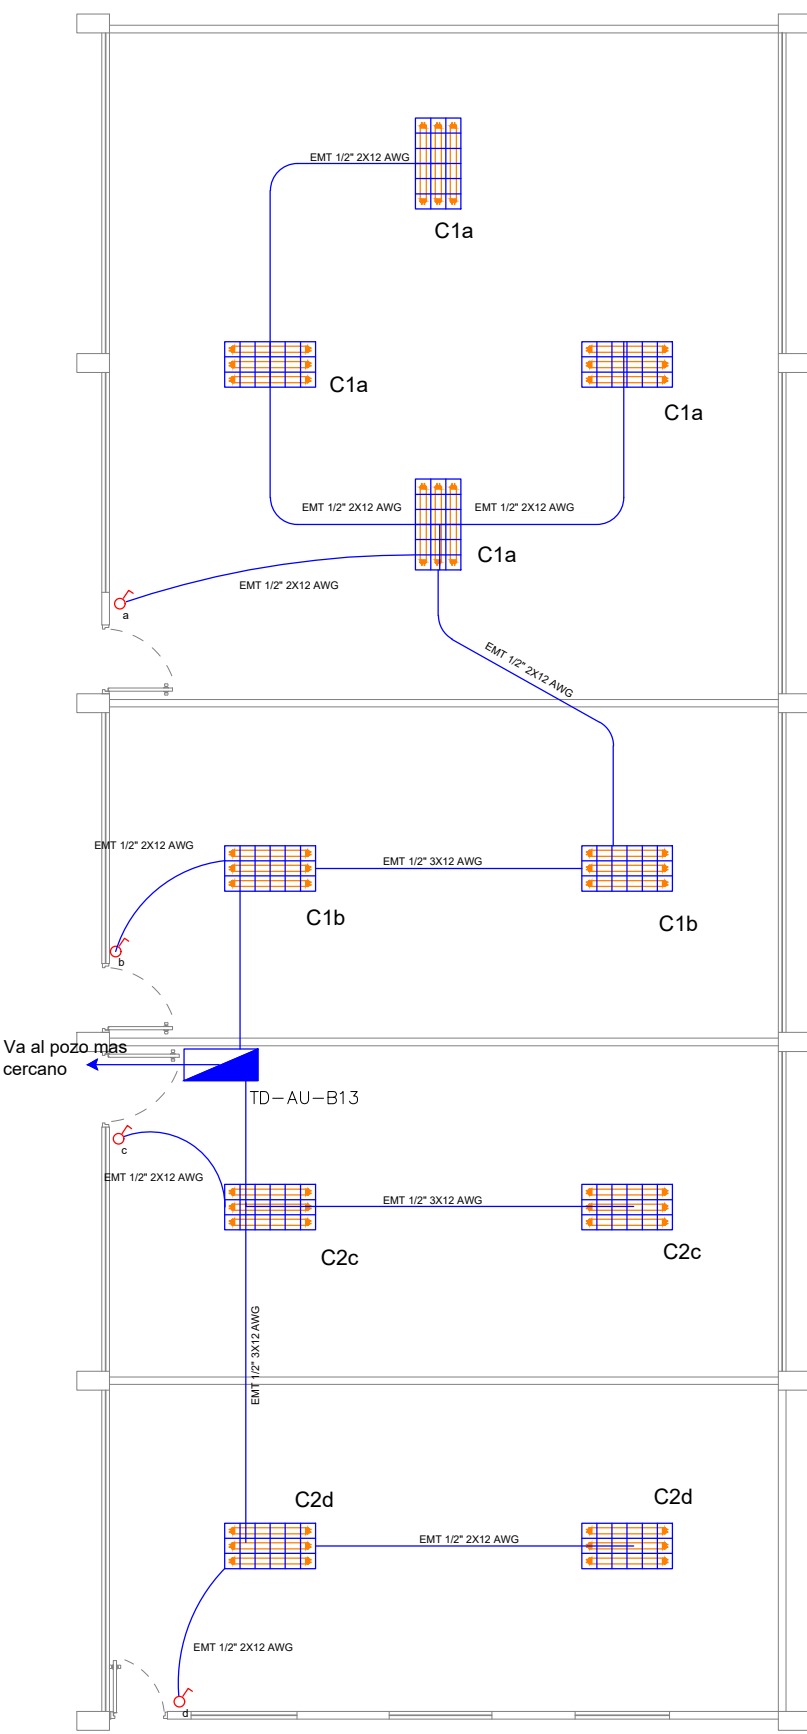 EMT 1/2" 2X12 AWG
C1a
C1a
C1a
EMT 1/2" 2X12 AWG
EMT 1/2" 2X12 AWG
C1a
EMT 1/2" 2X12 AWG
a
EMT 1/2" 2X12 AWG
EMT 1/2" 2X12 AWG
EMT 1/2" 3X12 AWG
C1b
C1b
b
Va al pozo mas
cercano
TD-AU-B13
c
EMT 1/2" 2X12 AWG
EMT 1/2" 3X12 AWG
C2c
C2c
EMT 1/2" 3X12 AWG
C2d
C2d
EMT 1/2" 2X12 AWG
EMT 1/2" 2X12 AWG
d